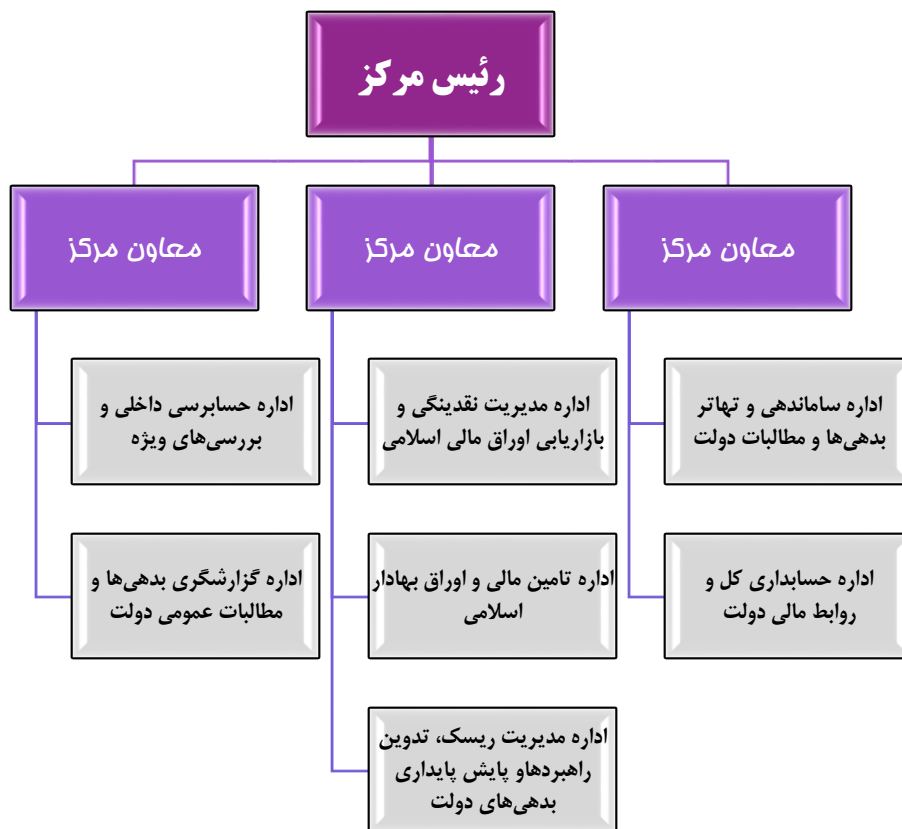 رئیس مرکز
معاون مرکز
معاون مرکز
معاون مرکز
اداره ساماندهی و تهاتر
بدهی‌ها و مطالبات دولت
اداره حسابداری کل و
روابط مالی دولت
اداره مدیریت نقدینگی و
بازاریابی اوراق مالی اسلامی
اداره تامین مالی و اوراق بهادار
اسلامی
اداره مدیریت ریسک، تدوین
راهبردهاو پایش پایداری
بدهی‌های دولت
اداره حسابرسی داخلی و
بررسی‌های ویژه
اداره گزارشگری بدهی‌ها و
مطالبات عمومی دولت